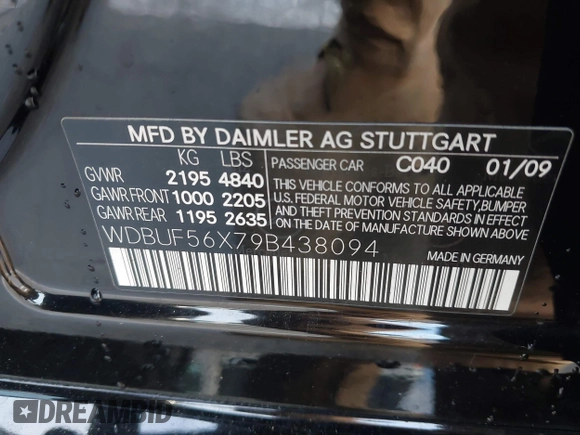 MFD BY DAIMLER AG STUTTGART
KG LBS PASSENGER CAR C040 01/09
GVWR 2195 4840
GAWR FRONT 1000 2205
GAWR REAR 1195 2635
THIS VEHICLE CONFORMS TO ALL APPLICABLE
U.S. FEDERAL MOTOR VEHICLE SAFETY,BUMPER
AND THEFT PREVENTION STANDARDS IN EFFECT
ON THE DATE OF MANUFACTURE SHOWN ABOVE
WDBUF56X79B438094 MADE IN GERMANY
DREAMBID